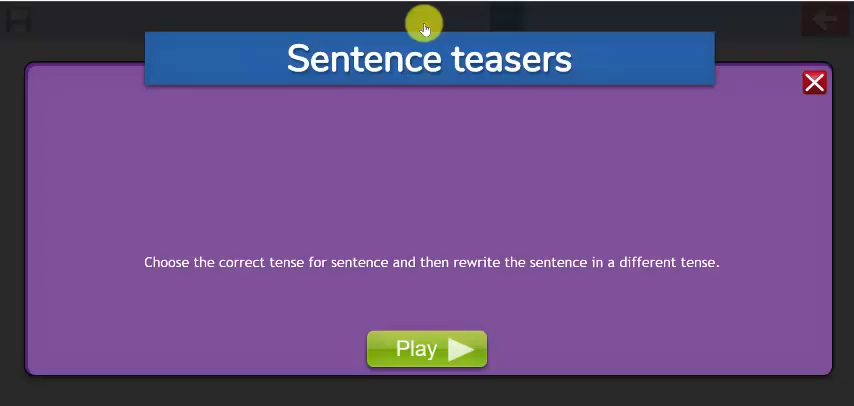 Sentence teasers
Choose the correct tense for sentence and then rewrite the sentence in a different tense.
Play